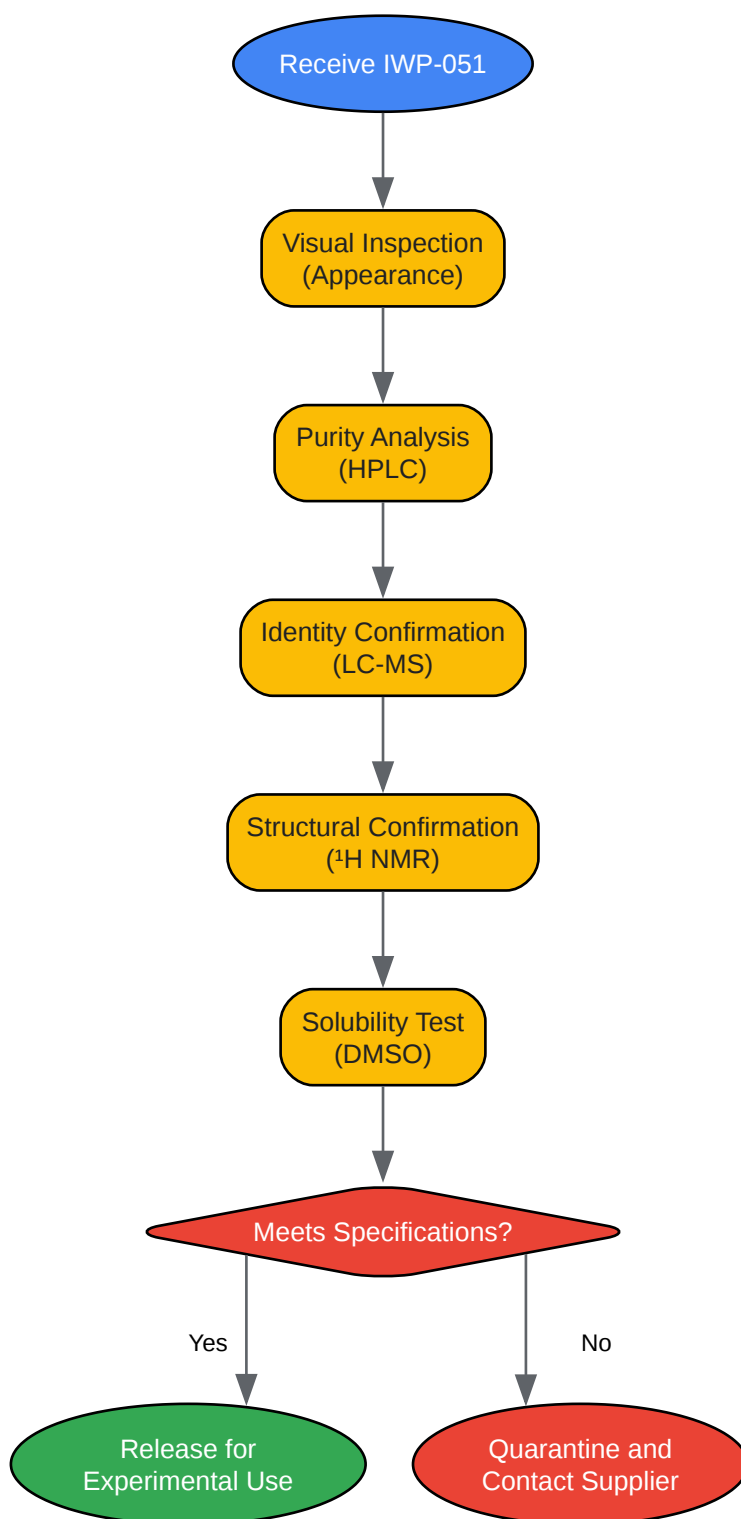 Receive IWP-051
Visual Inspection
(Appearance)
Purity Analysis
(HPLC)
Identity Confirmation
(LC-MS)
Structural Confirmation
(¹H NMR)
Solubility Test
(DMSO)
Meets Specifications?
Yes
No
Release for
Experimental Use
Quarantine and
Contact Supplier